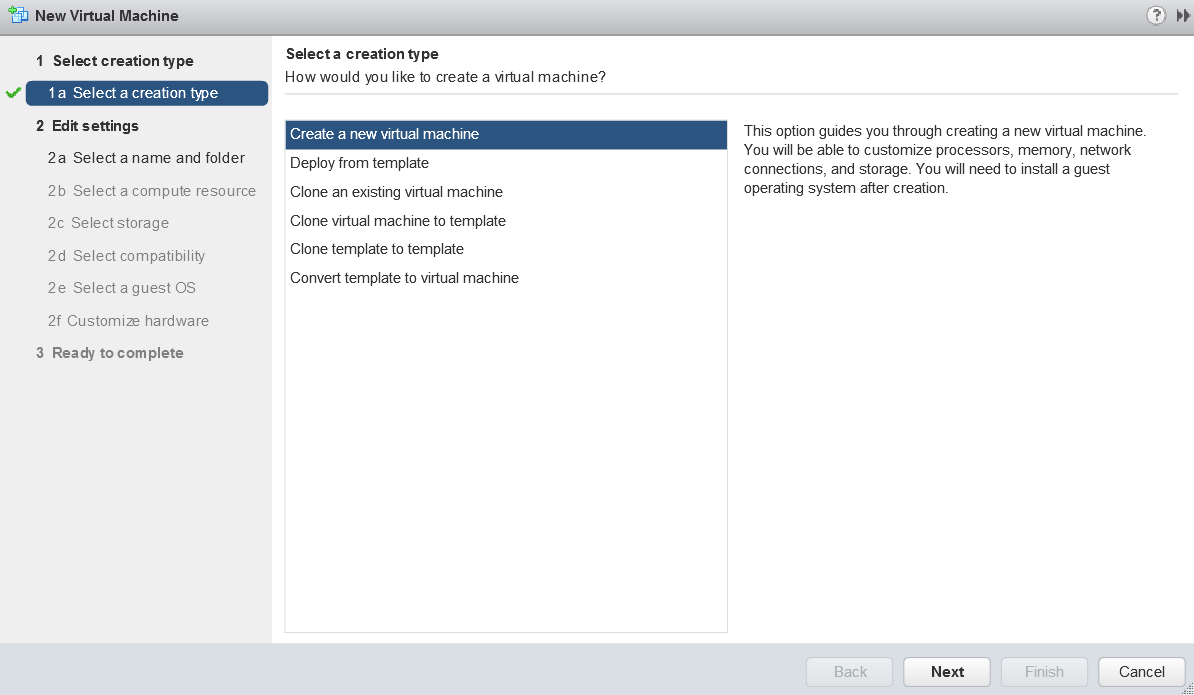 New Virtual Machine
?
1 Select creation type
1a Select a creation type
2 Edit settings
2a Select a name and folder
2b Select a compute resource
2c Select storage
2d Select compatibility
2e Select a guest OS
2f Customize hardware
3 Ready to complete
Select a creation type
How would you like to create a virtual machine?
Create a new virtual machine
Deploy from template
Clone an existing virtual machine
Clone virtual machine to template
Clone template to template
Convert template to virtual machine
This option guides you through creating a new virtual machine.
You will be able to customize processors, memory, network
connections, and storage. You will need to install a guest
operating system after creation.
Back
Next
Finish
Cancel